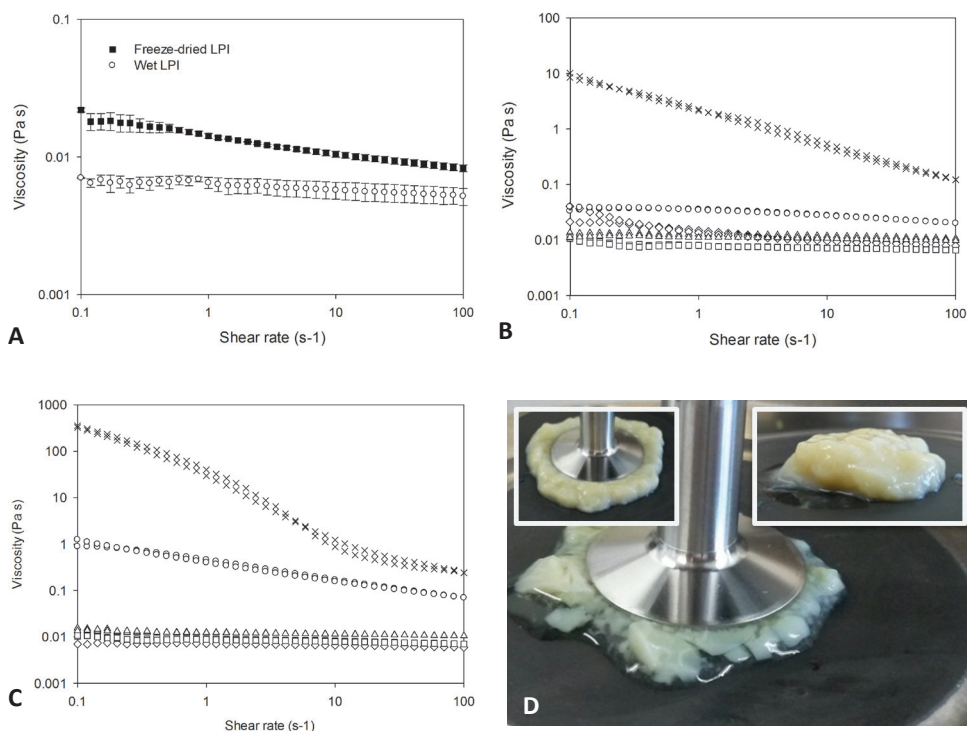 0.1
Freeze-dried LPI
Wet LPI
0.01
0.001
0.1 1 10 100
Viscosity (Pa s)
Shear rate (s-1)
A
100
10
1
0.1
0.01
0.001
0.1 1 10 100
Viscosity (Pa s)
Shear rate (s-1)
B
1000
100
10
1
0.1
0.01
0.001
0.1 1 10 100
Viscosity (Pa s)
Shear rate (s-1)
C
D